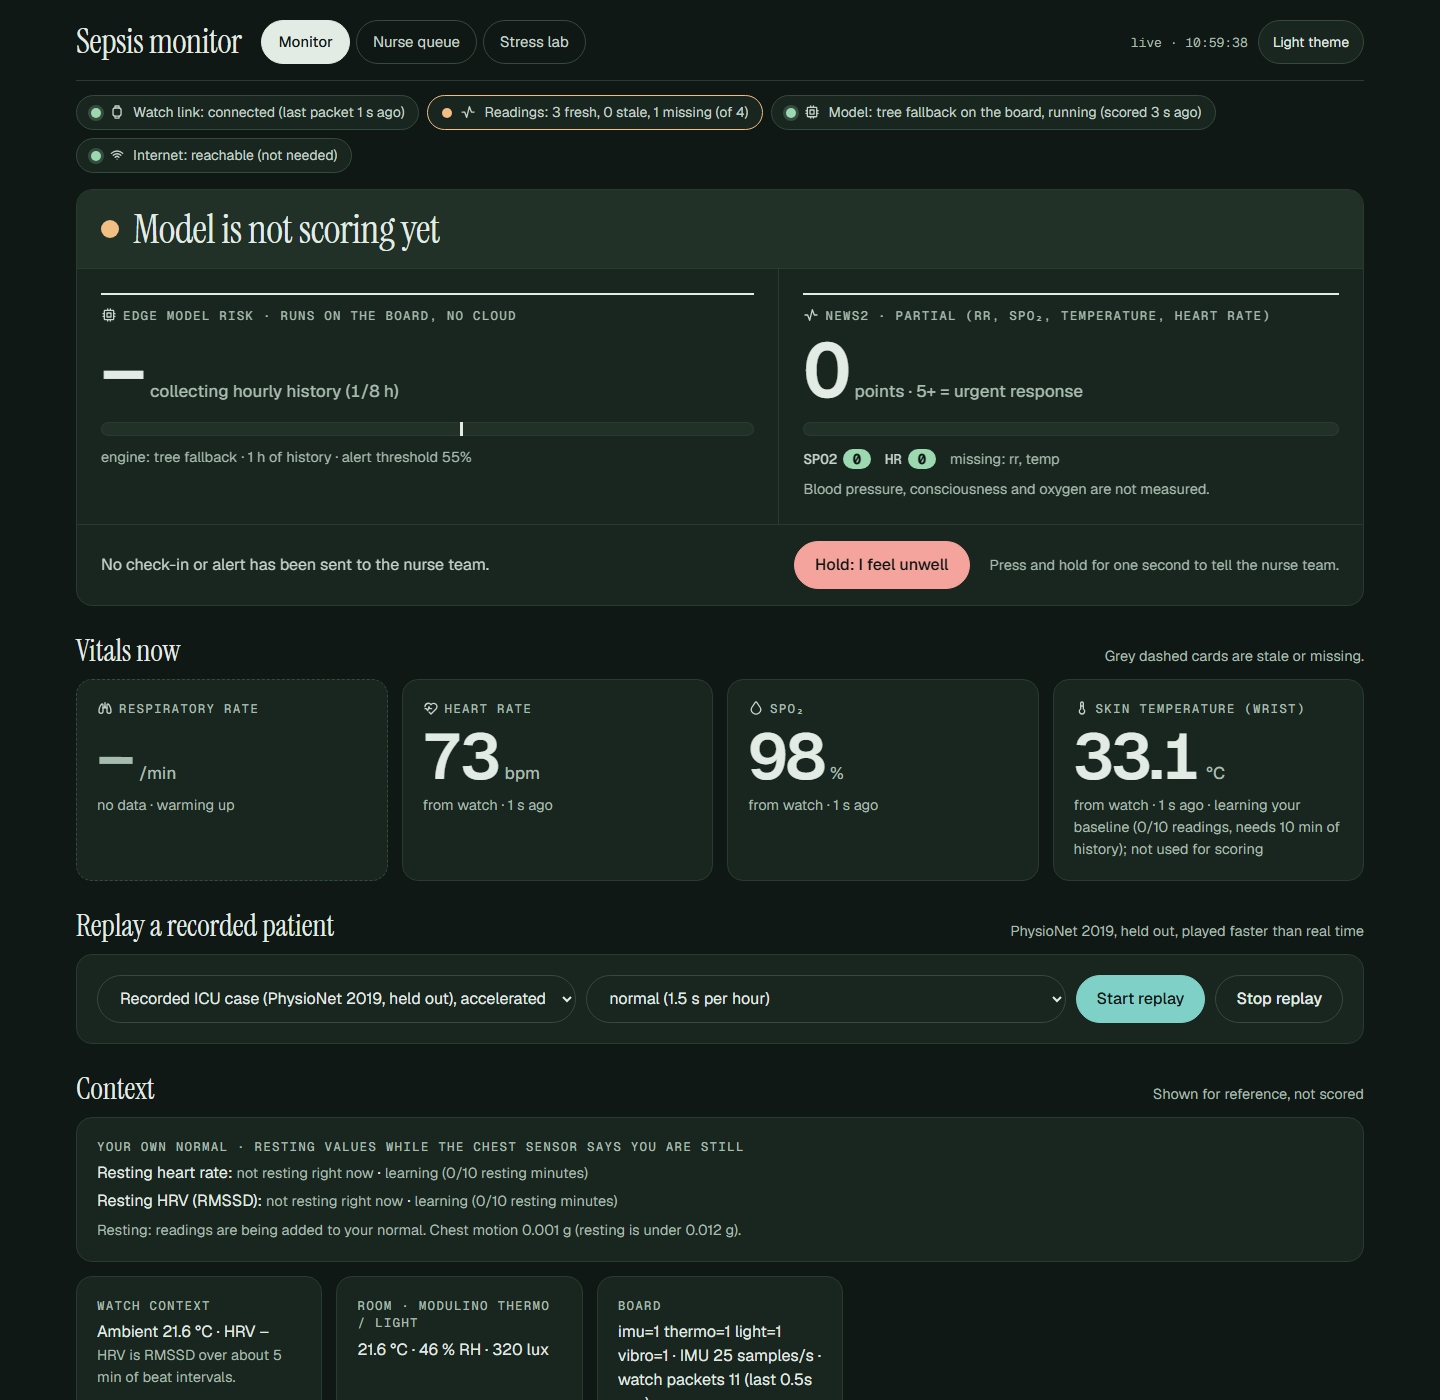 Sepsis monitor
Monitor
Nurse queue
Stress lab
live · 10:59:38
Light theme
Watch link: connected (last packet 1 s ago)
Readings: 3 fresh, 0 stale, 1 missing (of 4)
Model: tree fallback on the board, running (scored 3 s ago)
Internet: reachable (not needed)
Model is not scoring yet
EDGE MODEL RISK · RUNS ON THE BOARD, NO CLOUD
— collecting hourly history (1/8 h)
engine: tree fallback · 1 h of history · alert threshold 55%
NEWS2 · PARTIAL (RR, SPO₂, TEMPERATURE, HEART RATE)
0 points · 5+ = urgent response
SPO2 0 HR 0 missing: rr, temp
Blood pressure, consciousness and oxygen are not measured.
No check-in or alert has been sent to the nurse team.
Hold: I feel unwell
Press and hold for one second to tell the nurse team.
Vitals now
Grey dashed cards are stale or missing.
RESPIRATORY RATE
— /min
no data · warming up
HEART RATE
73 bpm
from watch · 1 s ago
SPO₂
98 %
from watch · 1 s ago
SKIN TEMPERATURE (WRIST)
33.1 °C
from watch · 1 s ago · learning your
baseline (0/10 readings, needs 10 min of
history); not used for scoring
Replay a recorded patient
PhysioNet 2019, held out, played faster than real time
Recorded ICU case (PhysioNet 2019, held out), accelerated
normal (1.5 s per hour)
Start replay
Stop replay
Context
Shown for reference, not scored
YOUR OWN NORMAL · RESTING VALUES WHILE THE CHEST SENSOR SAYS YOU ARE STILL
Resting heart rate: not resting right now · learning (0/10 resting minutes)
Resting HRV (RMSSD): not resting right now · learning (0/10 resting minutes)
Resting: readings are being added to your normal. Chest motion 0.001 g (resting is under 0.012 g).
WATCH CONTEXT
Ambient 21.6 °C · HRV –
HRV is RMSSD over about 5
min of beat intervals.
ROOM · MODULINO THERMO
/ LIGHT
21.6 °C · 46 % RH · 320 lux
BOARD
imu=1 thermo=1 light=1
vibro=1 · IMU 25 samples/s ·
watch packets 11 (last 0.5s